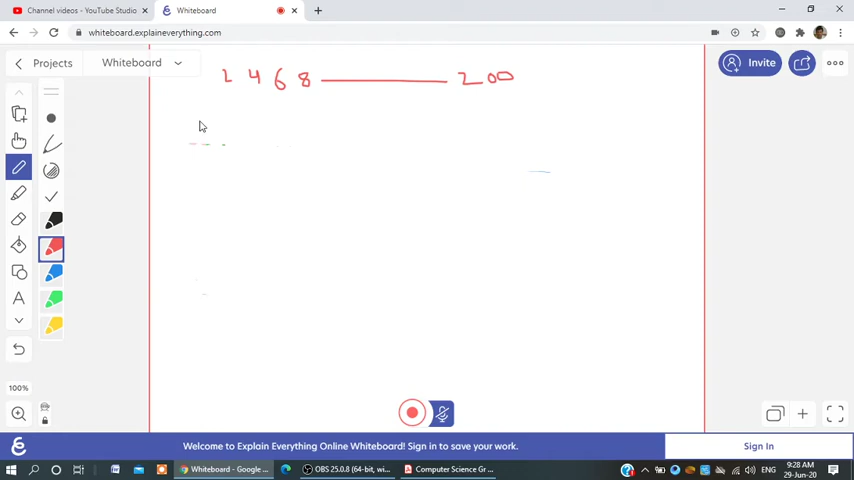 Channel videos - YouTube Studio
Whiteboard
whiteboard.explaineverything.com
Projects
Whiteboard
Invite
2 4 6 8 ――― 200
A
100%
Welcome to Explain Everything Online Whiteboard! Sign in to save your work.
Sign In
Whiteboard - Google ...
OBS 25.0.8 (64-bit, wi...
Computer Science Gr ...
ENG
9:28 AM
29-Jun-20